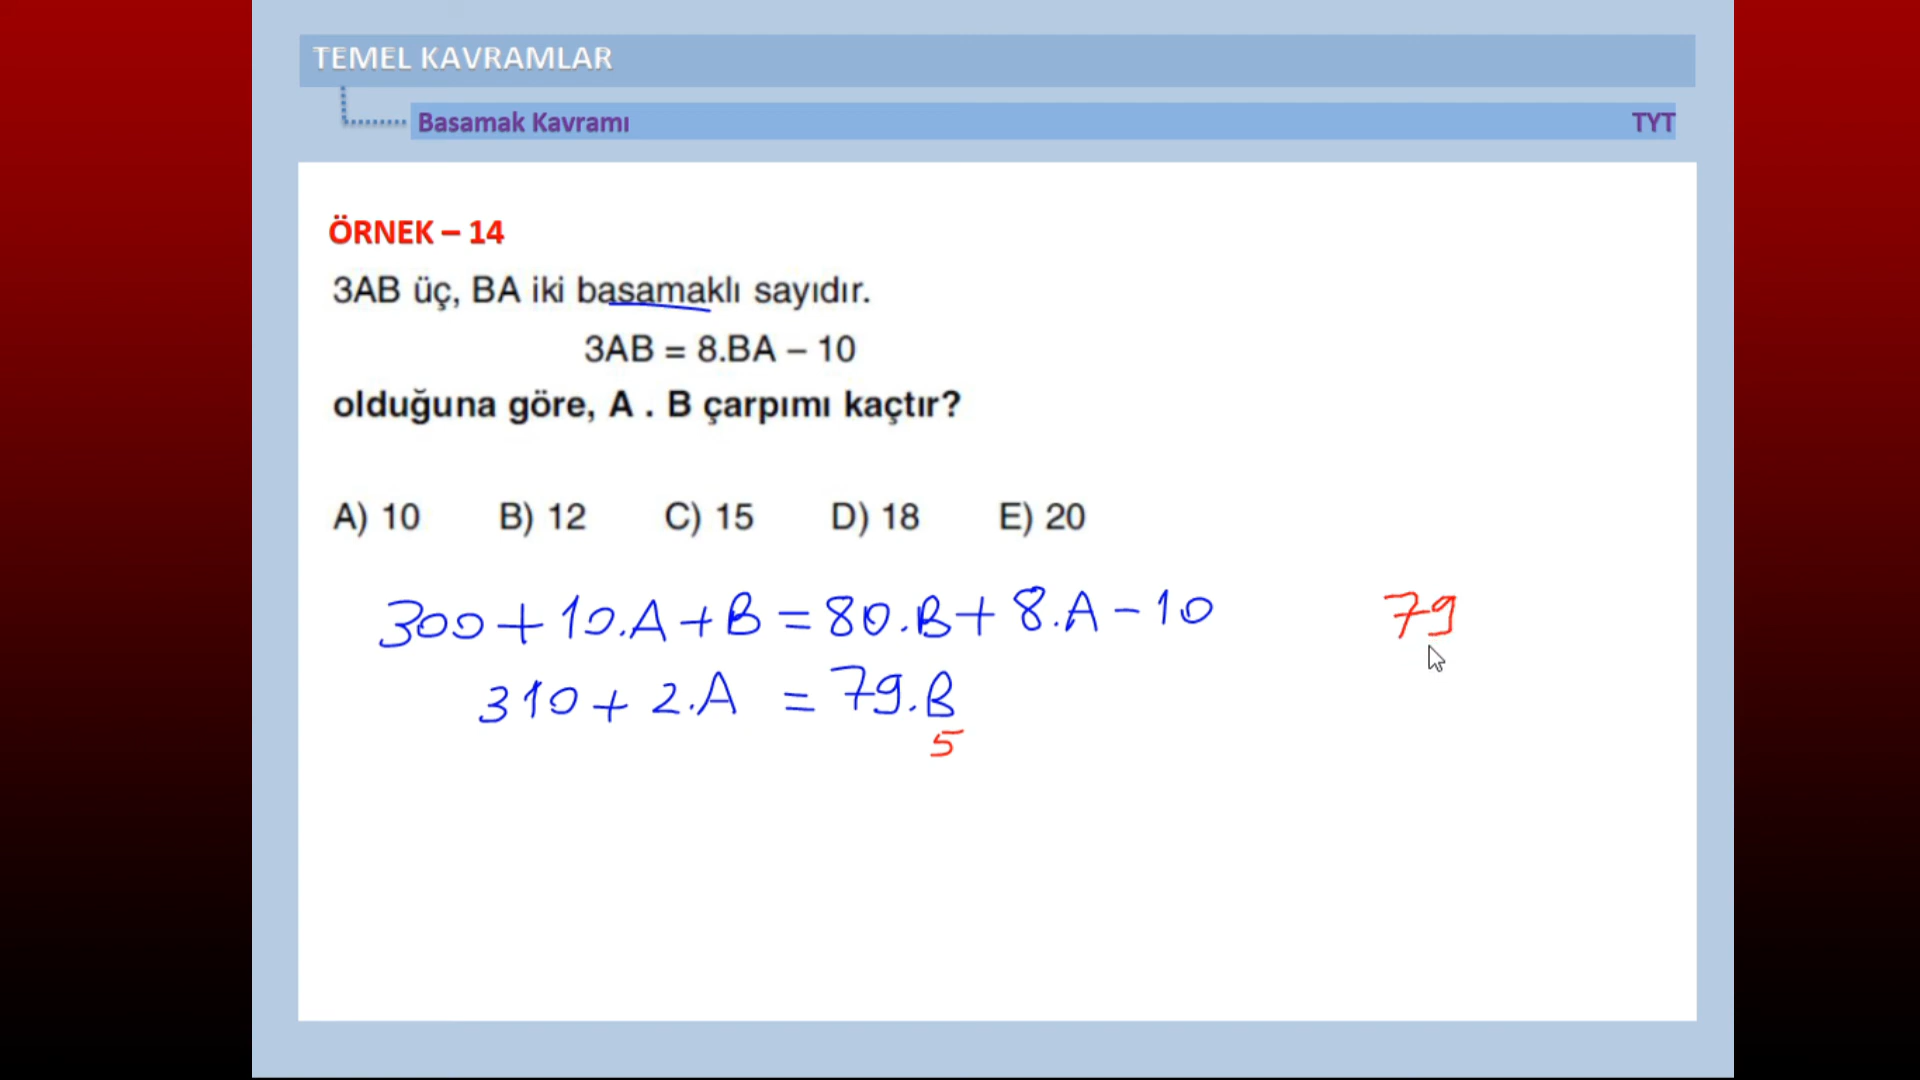 TEMEL KAVRAMLAR
Basamak Kavramı TYT
ÖRNEK – 14
3AB üç, BA iki basamaklı sayıdır.
3AB = 8.BA – 10
olduğuna göre, A . B çarpımı kaçtır?
A) 10 B) 12 C) 15 D) 18 E) 20
300 + 10.A + B = 80.B + 8.A - 10 79
310 + 2.A = 79.B
5